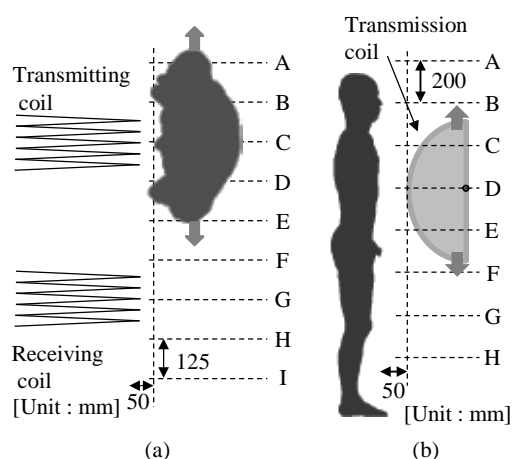 Transmitting
coil
A
B
C
D
E
F
G
H
I
125
Receiving
coil
50
[Unit : mm]
(a)
Transmission
coil
A
200
B
C
D
E
F
G
H
50
[Unit : mm]
(b)